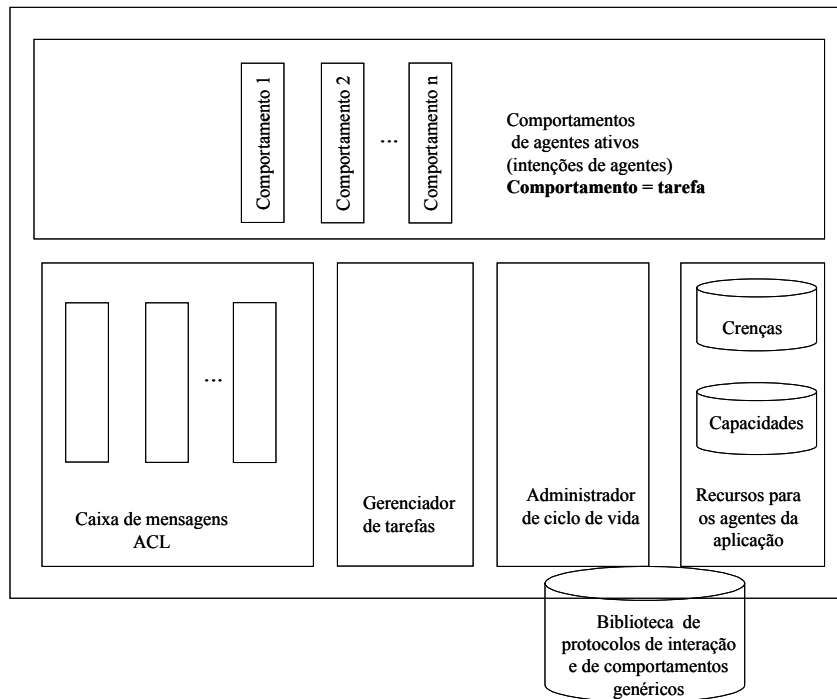 Comportamento 1
Comportamento 2
...
Comportamento n
Comportamentos
de agentes ativos
(intenções de agentes)
Comportamento = tarefa
...
Caixa de mensagens
ACL
Gerenciador
de tarefas
Administrador
de ciclo de vida
Crenças
Capacidades
Recursos para
os agentes da
aplicação
Biblioteca de
protocolos de interação
e de comportamentos
genéricos